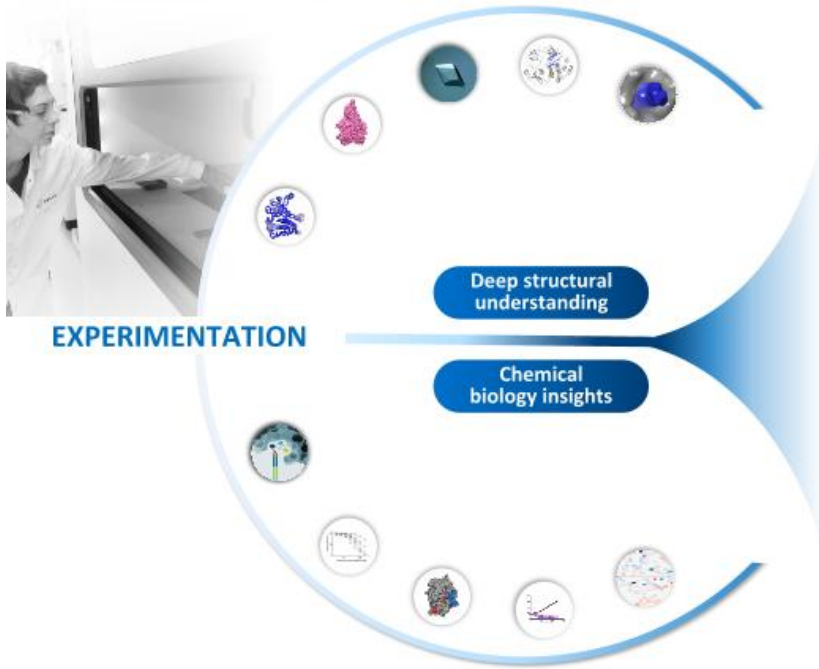 Deep structural
understanding
EXPERIMENTATION
Chemical
biology insights